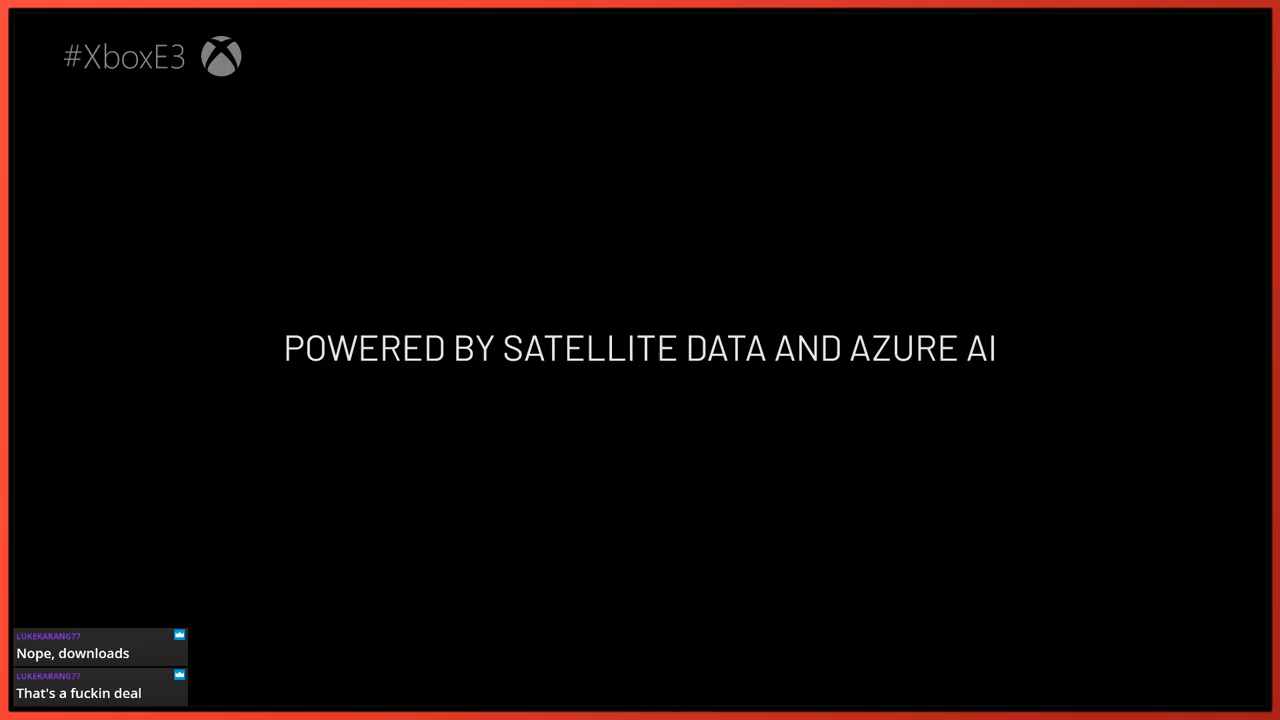 #XboxE3
POWERED BY SATELLITE DATA AND AZURE AI
LUKEKARANG77
Nope, downloads
LUKEKARANG77
That's a fuckin deal